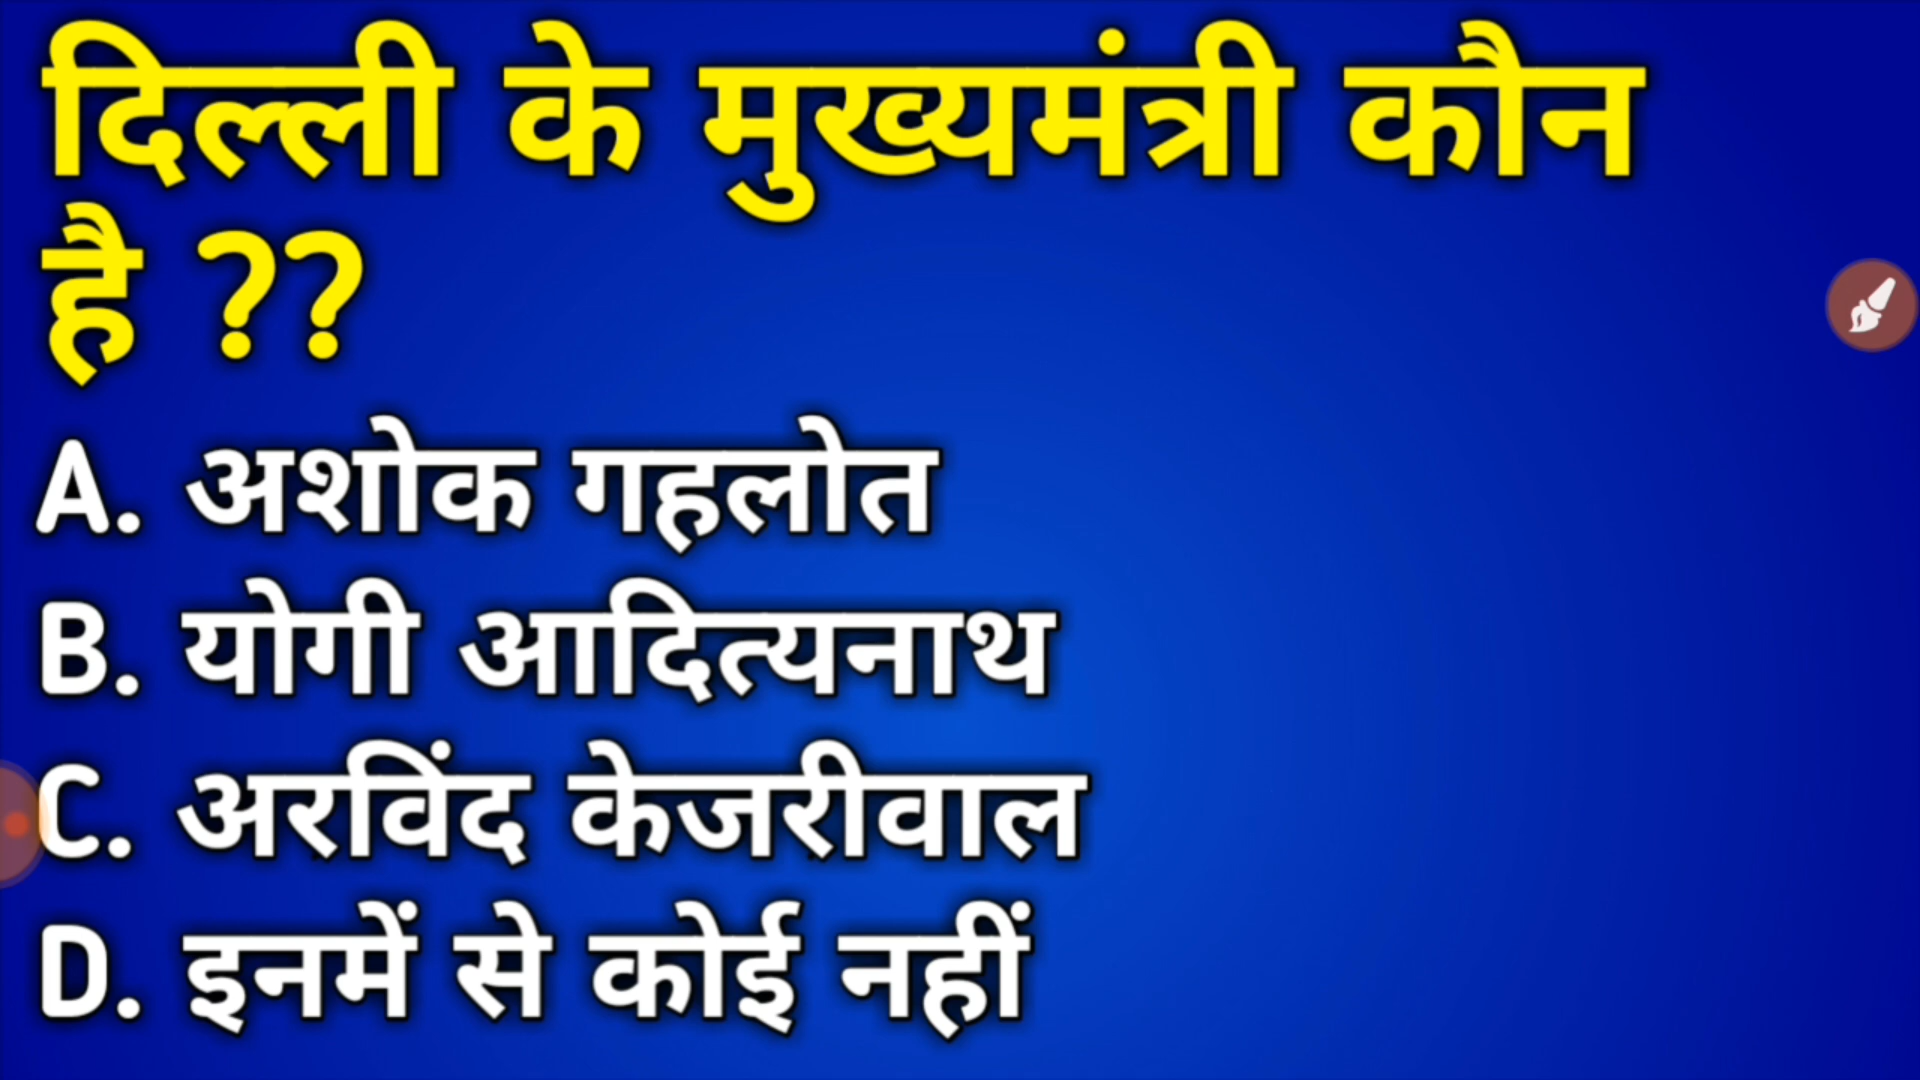 दिल्ली के मुख्यमंत्री कौन
है ??
A. अशोक गहलोत
B. योगी आदित्यनाथ
C. अरविंद केजरीवाल
D. इनमें से कोई नहीं